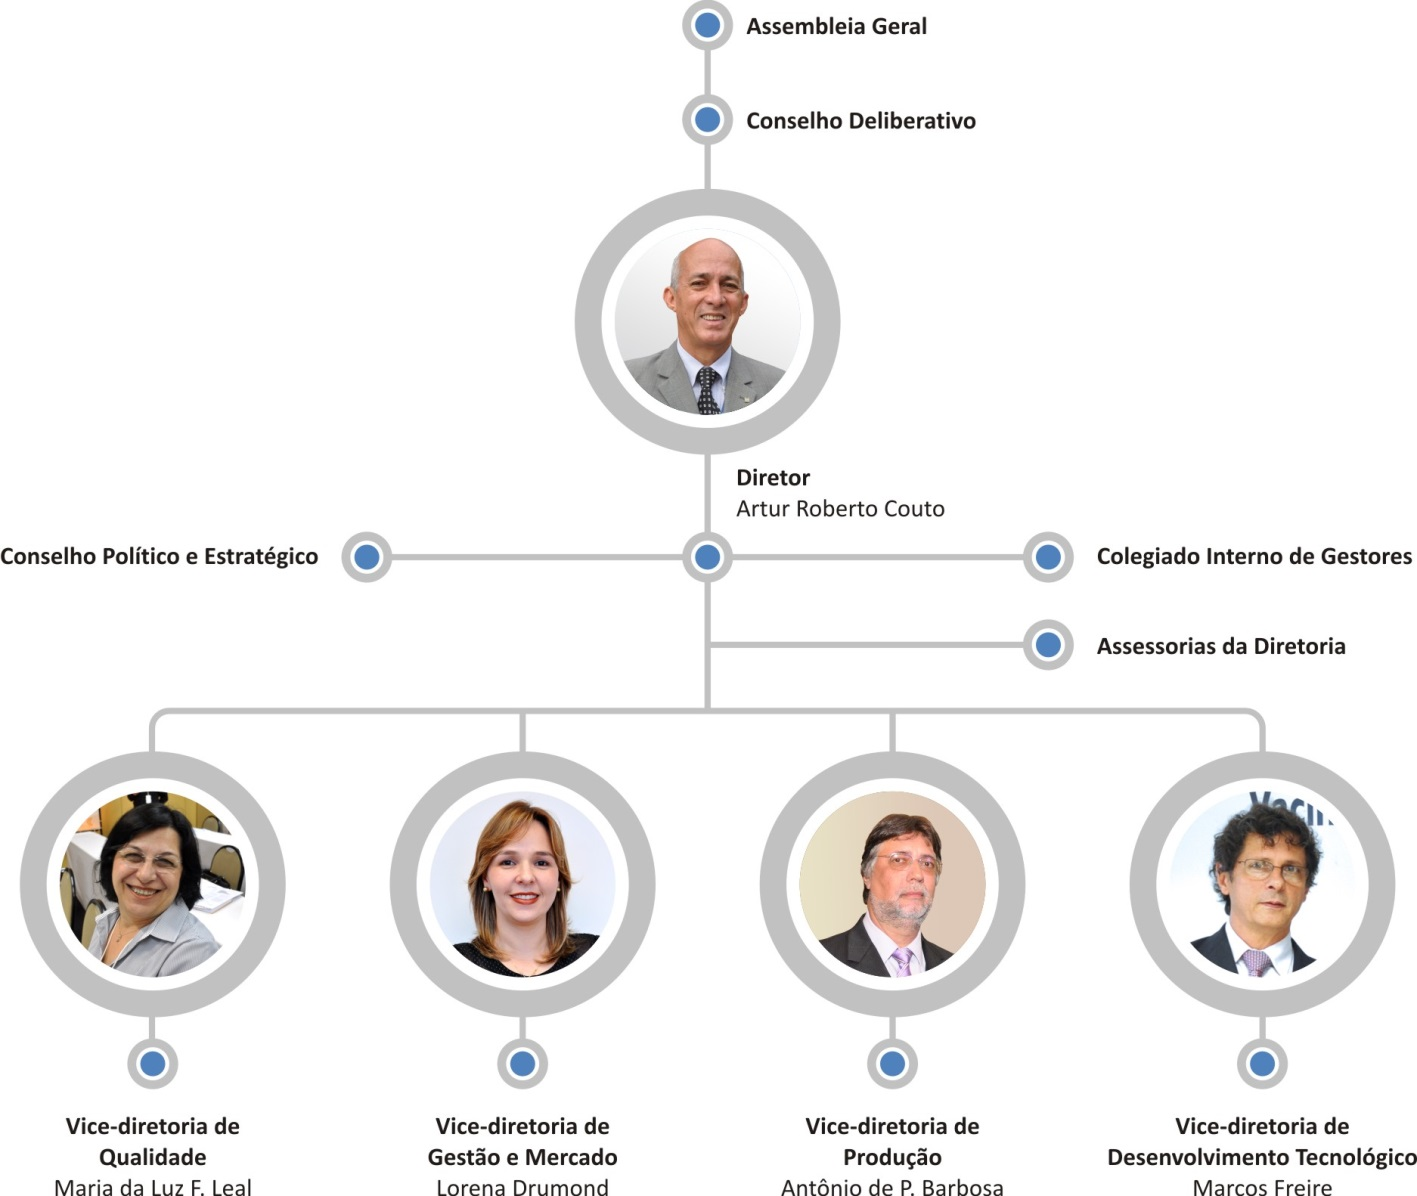 Assembleia Geral
Conselho Deliberativo
Diretor
Artur Roberto Couto
Conselho Político e Estratégico
Colegiado Interno de Gestores
Assessorias da Diretoria
Vice-diretoria de
Qualidade
Maria da Luz F. Leal
Vice-diretoria de
Gestão e Mercado
Lorena Drumond
Vice-diretoria de
Produção
Antônio de P. Barbosa
Vice-diretoria de
Desenvolvimento Tecnológico
Marcos Freire